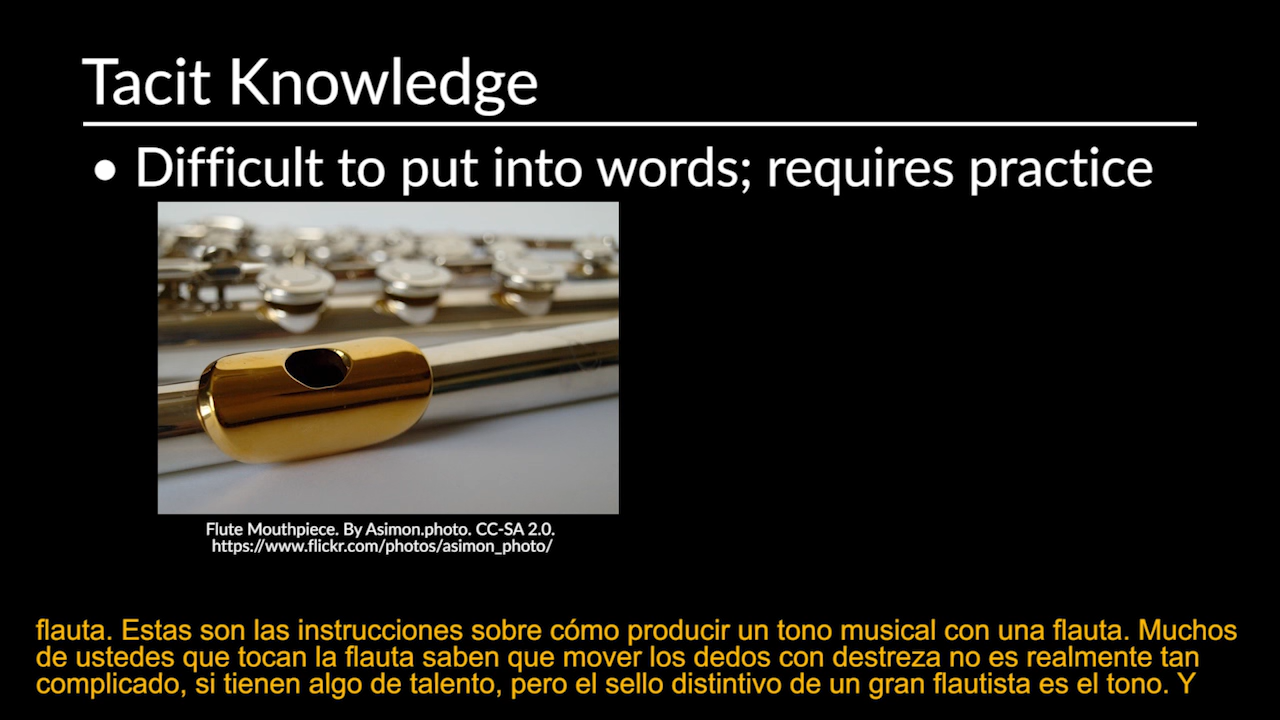 Tacit Knowledge
• Difficult to put into words; requires practice
Flute Mouthpiece. By Asimon.photo. CC-SA 2.0.
https://www.flickr.com/photos/asimon_photo/
flauta. Estas son las instrucciones sobre cómo producir un tono musical con una flauta. Muchos
de ustedes que tocan la flauta saben que mover los dedos con destreza no es realmente tan
complicado, si tienen algo de talento, pero el sello distintivo de un gran flautista es el tono. Y